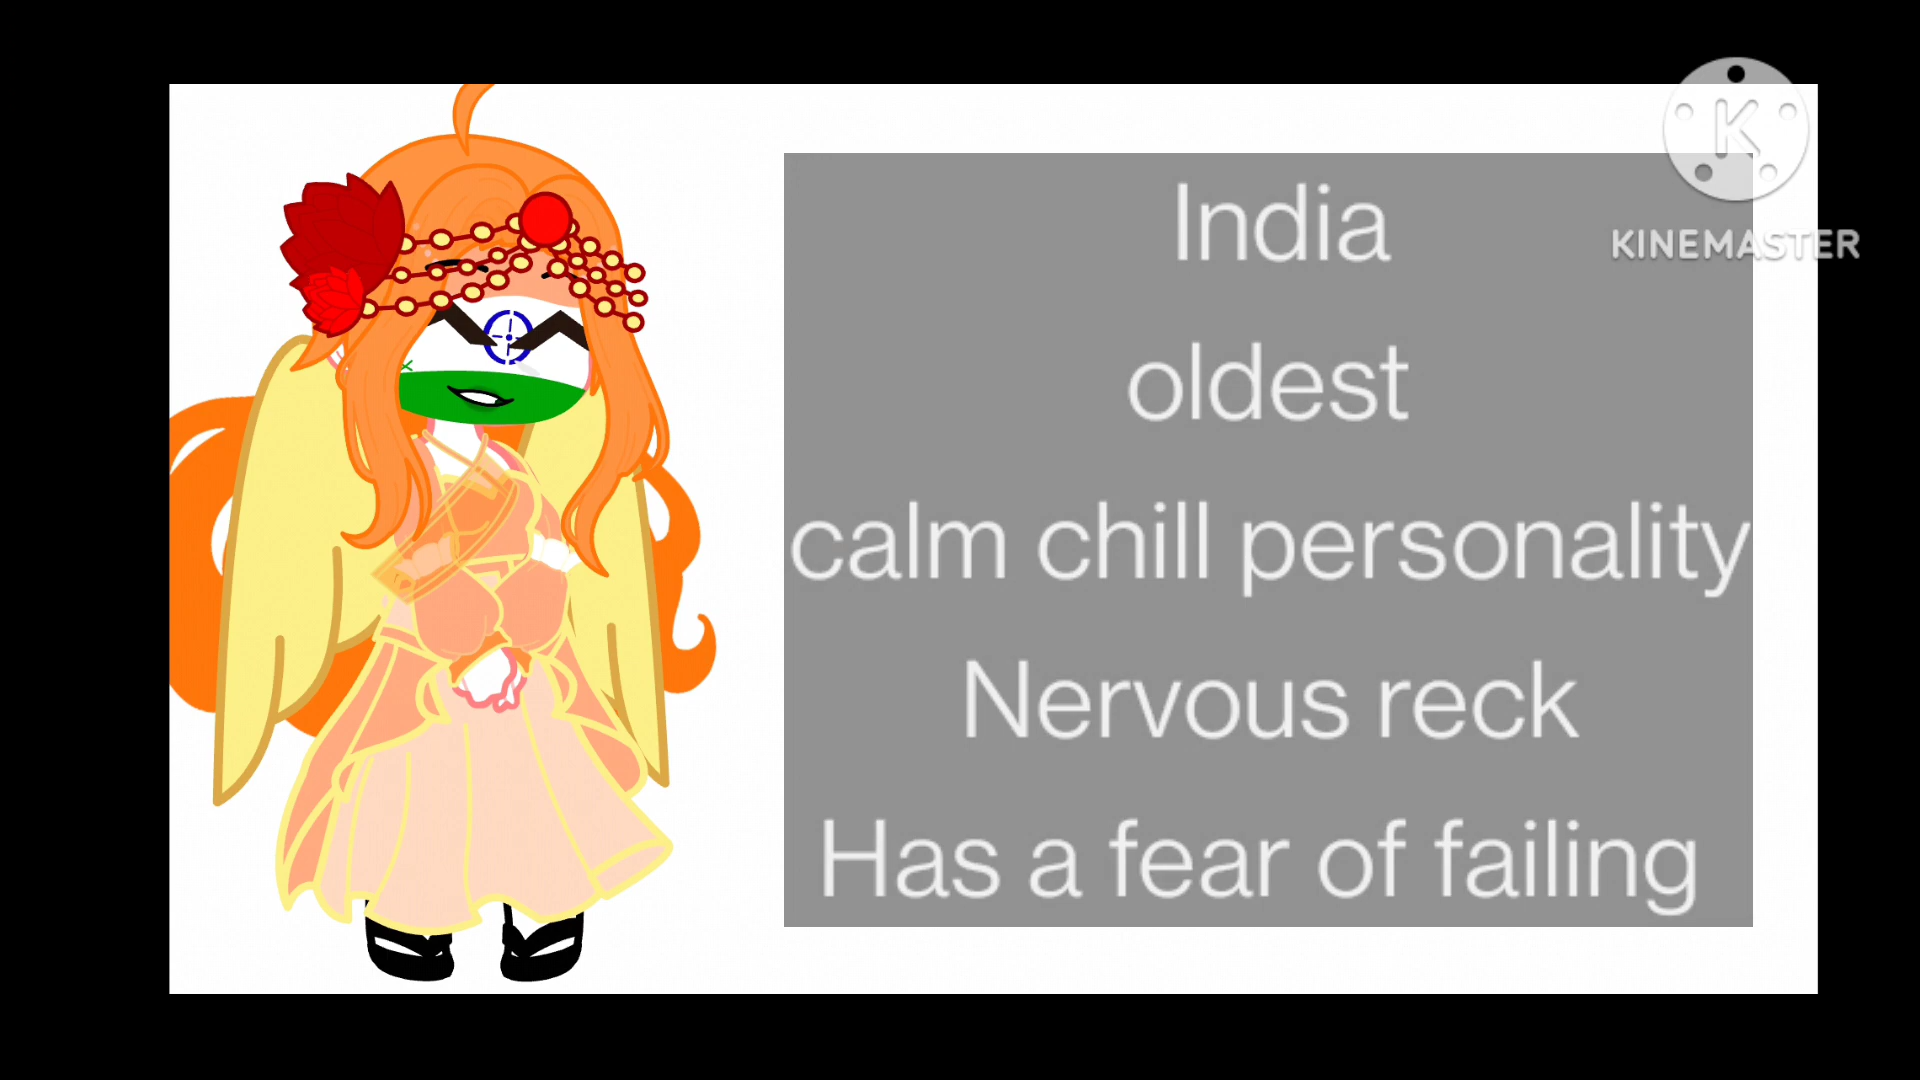 India
oldest
calm chill personality
Nervous reck
Has a fear of failing
K
KINEMASTER